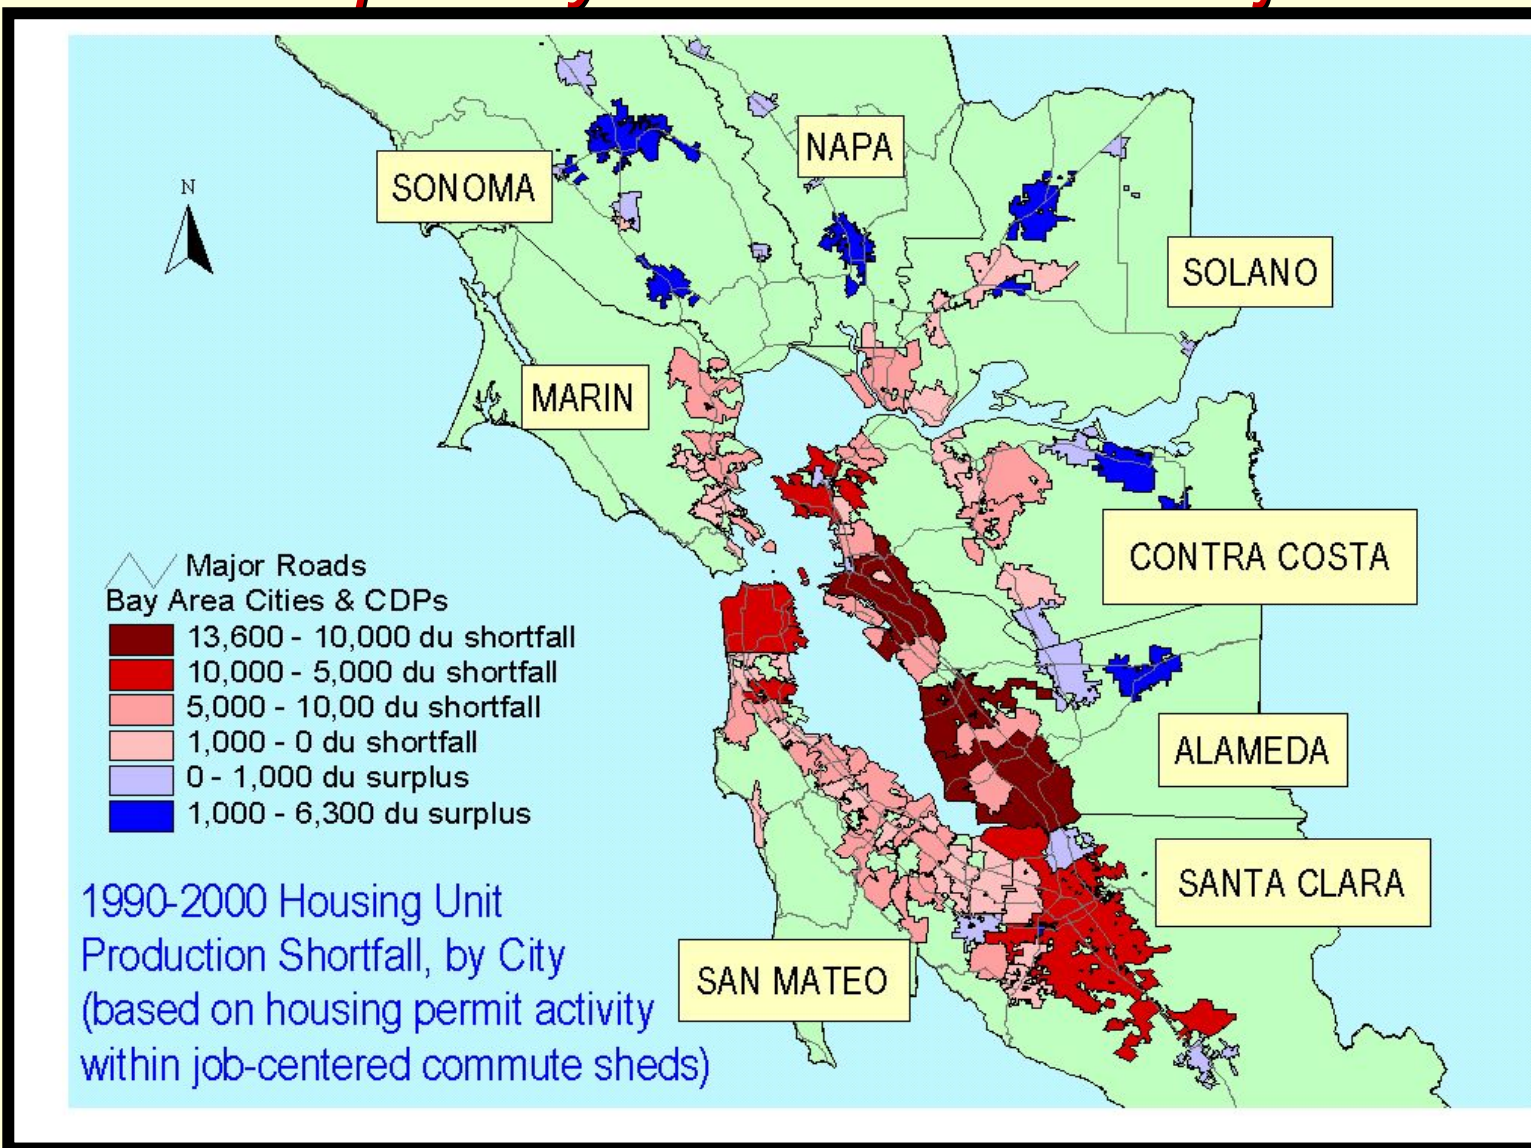 N
SONOMA
NAPA
SOLANO
MARIN
CONTRA COSTA
ALAMEDA
SANTA CLARA
SAN MATEO
Major Roads
Bay Area Cities & CDPs
13,600 - 10,000 du shortfall
10,000 - 5,000 du shortfall
5,000 - 10,00 du shortfall
1,000 - 0 du shortfall
0 - 1,000 du surplus
1,000 - 6,300 du surplus
1990-2000 Housing Unit
Production Shortfall, by City
(based on housing permit activity
within job-centered commute sheds)